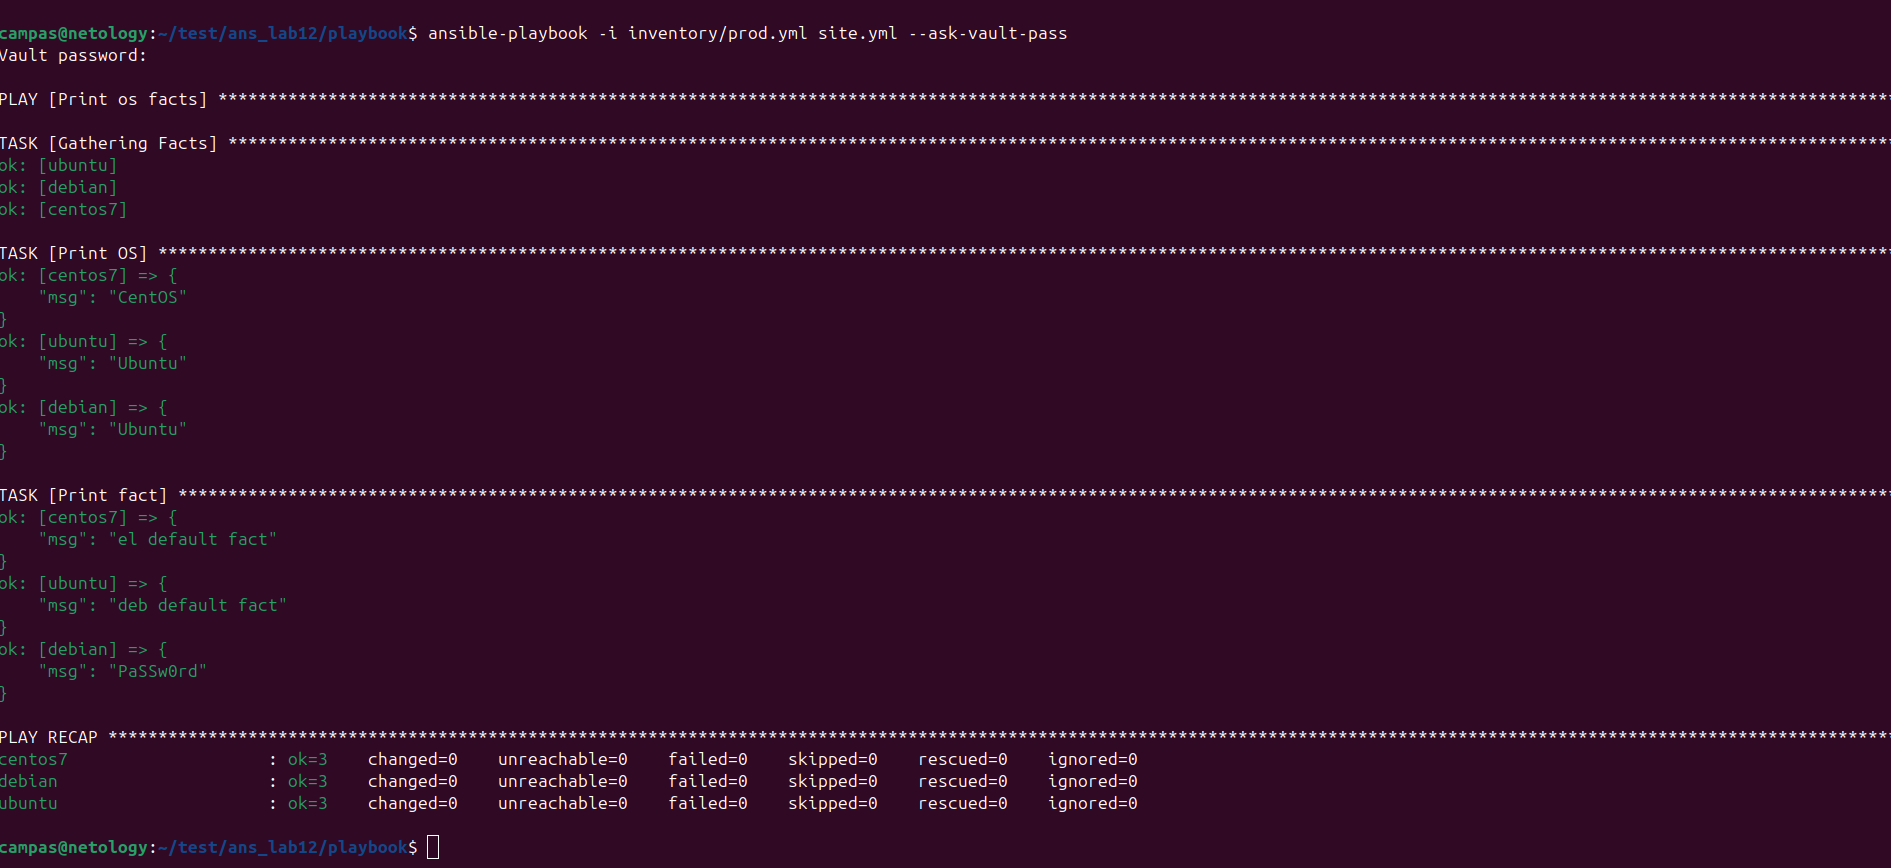 campas@netology:~/test/ans_lab12/playbook$ ansible-playbook -i inventory/prod.yml site.yml --ask-vault-pass
Vault password:
PLAY [Print os facts] ************************************************************************************************************************************************************************
TASK [Gathering Facts] ***********************************************************************************************************************************************************************
ok: [ubuntu]
ok: [debian]
ok: [centos7]
TASK [Print OS] ******************************************************************************************************************************************************************************
ok: [centos7] => {
    "msg": "CentOS"
}
ok: [ubuntu] => {
    "msg": "Ubuntu"
}
ok: [debian] => {
    "msg": "Ubuntu"
}
TASK [Print fact] ****************************************************************************************************************************************************************************
ok: [centos7] => {
    "msg": "el default fact"
}
ok: [ubuntu] => {
    "msg": "deb default fact"
}
ok: [debian] => {
    "msg": "PaSSw0rd"
}
PLAY RECAP ***********************************************************************************************************************************************************************************
centos7                    : ok=3    changed=0    unreachable=0    failed=0    skipped=0    rescued=0    ignored=0
debian                     : ok=3    changed=0    unreachable=0    failed=0    skipped=0    rescued=0    ignored=0
ubuntu                     : ok=3    changed=0    unreachable=0    failed=0    skipped=0    rescued=0    ignored=0
campas@netology:~/test/ans_lab12/playbook$